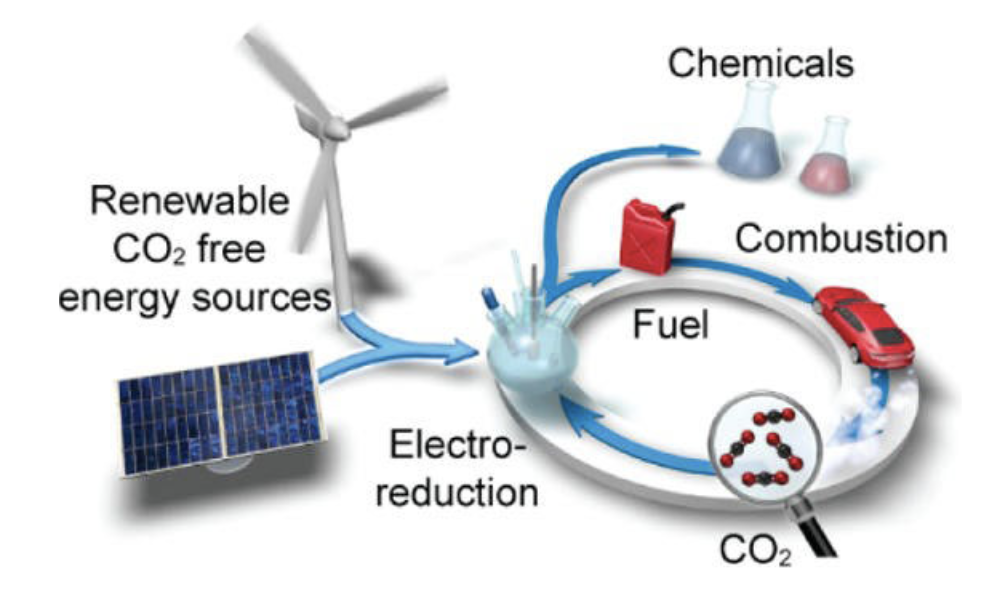 Chemicals
Renewable
CO₂ free
energy sources
Combustion
Fuel
Electro-
reduction
CO₂